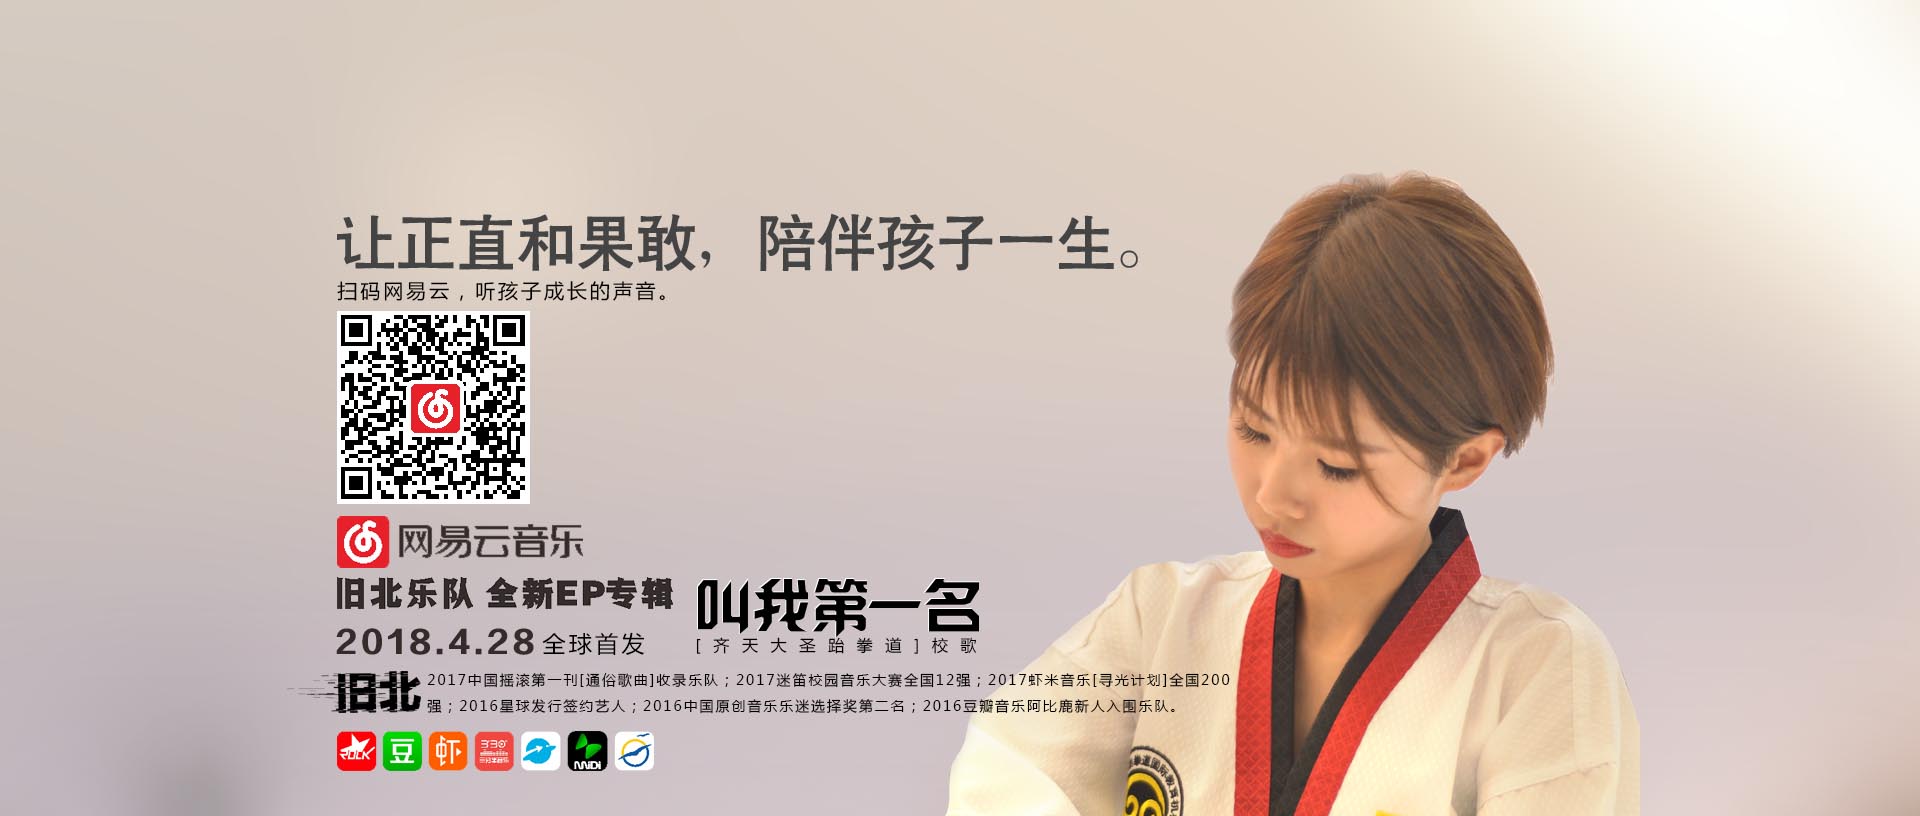 让正直和果敢，陪伴孩子一生。
扫码网易云，听孩子成长的声音。
网易云音乐
旧北乐队 全新EP专辑
叫我第一名
2018.4.28 全球首发
[齐天大圣跆拳道]校歌
旧北
2017中国摇滚第一刊[通俗歌曲]收录乐队；2017迷笛校园音乐大赛全国12强；2017虾米音乐[寻光计划]全国200
强；2016星球发行签约艺人；2016中国原创音乐乐迷选择奖第二名；2016豆瓣音乐阿比鹿新人入围乐队。
ROCK 豆 虾 330 MiDi